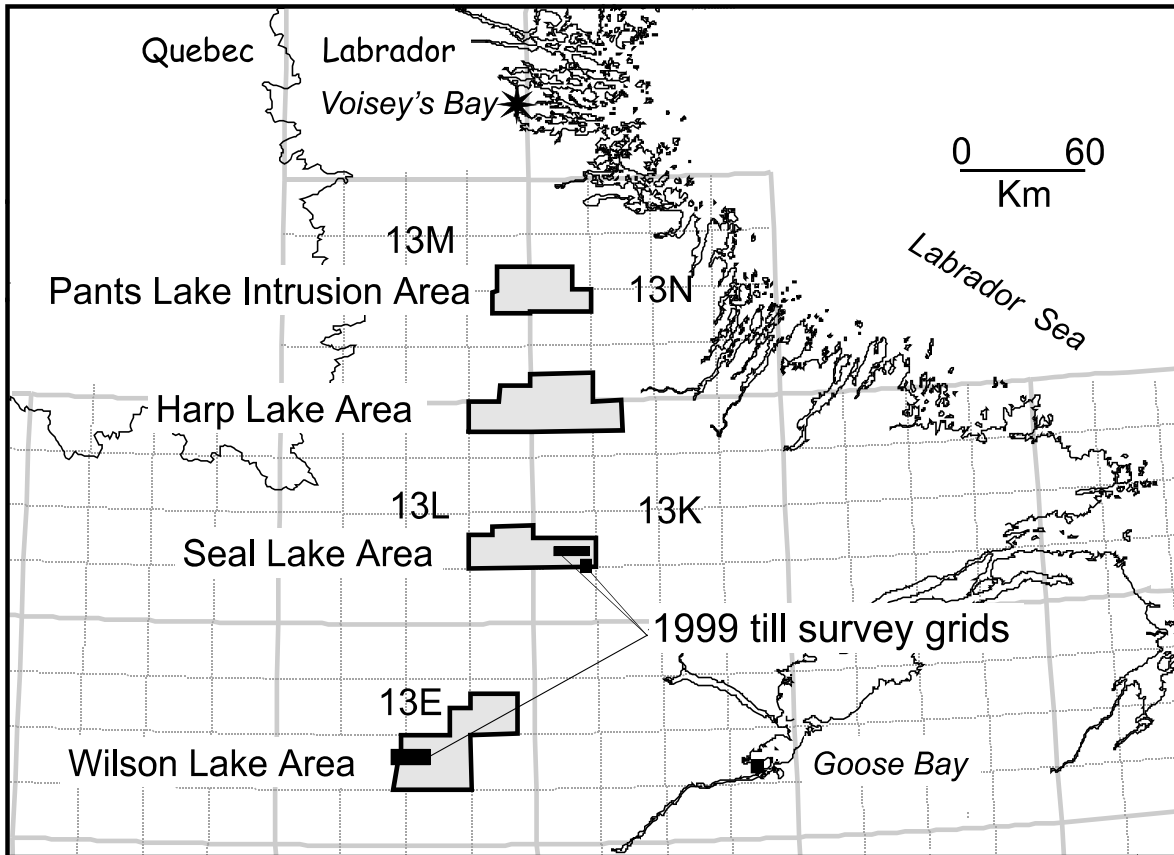 Quebec Labrador
Voisey's Bay
0 60
Km
13M
Labrador Sea
Pants Lake Intrusion Area
13N
Harp Lake Area
13L
13K
Seal Lake Area
1999 till survey grids
13E
Wilson Lake Area
Goose Bay